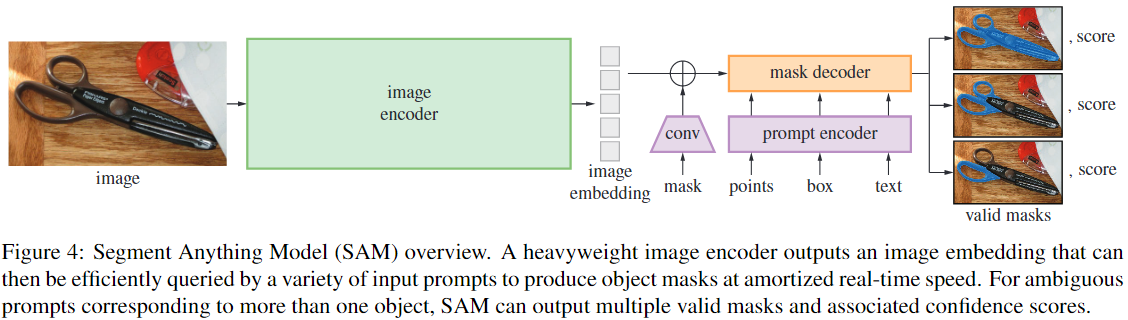 image
encoder
mask decoder
conv
prompt encoder
, score
, score
, score
image
image
embedding
mask
points
box
text
valid masks
Figure 4: Segment Anything Model (SAM) overview. A heavyweight image encoder outputs an image embedding that can
then be efficiently queried by a variety of input prompts to produce object masks at amortized real-time speed. For ambiguous
prompts corresponding to more than one object, SAM can output multiple valid masks and associated confidence scores.